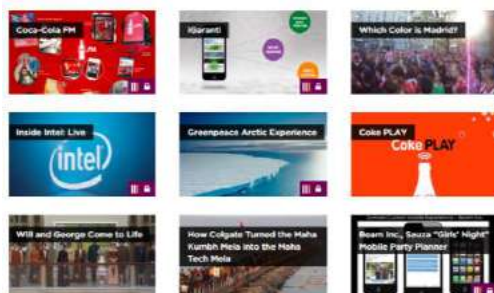 Coca-Cola FM
iGaranti
Which Color is Madrid?
Inside Intel: Live
Greenpeace Arctic Experience
Coke PLAY
intel
Coke PLAY
Will and George Come to Life
How Colgate Turned the Maha
Kumbh Mela into the Maha
Tech Mela
Beam Inc., Sauza "Girls' Night"
Mobile Party Planner